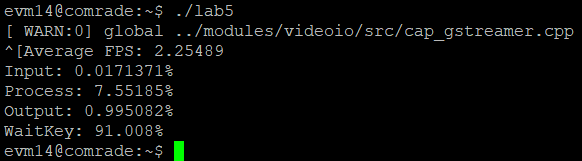 evm14@comrade:~$ ./lab5
[ WARN:0] global ../modules/videoio/src/cap_gstreamer.cpp
^[Average FPS: 2.25489
Input: 0.0171371%
Process: 7.55185%
Output: 0.995082%
WaitKey: 91.008%
evm14@comrade:~$